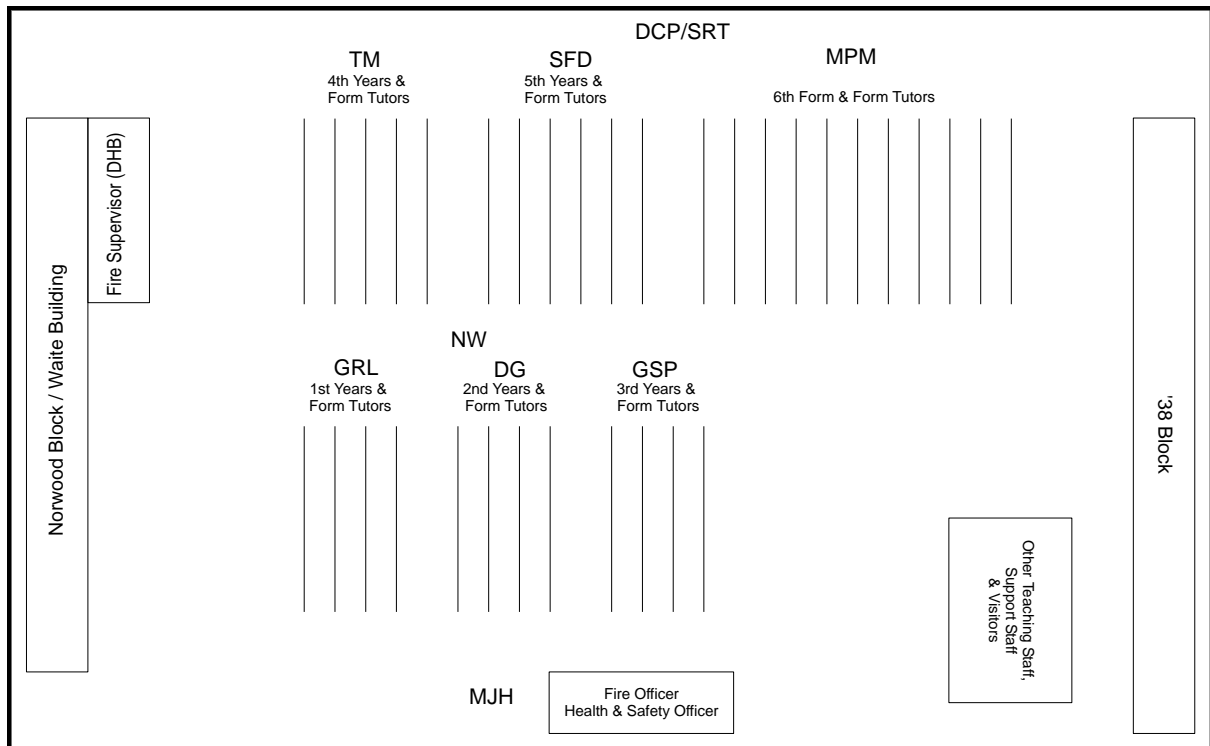 DCP/SRT
TM
4th Years &
Form Tutors
SFD
5th Years &
Form Tutors
MPM
6th Form & Form Tutors
Norwood Block / Waite Building
Fire Supervisor (DHB)
NW
GRL
1st Years &
Form Tutors
DG
2nd Years &
Form Tutors
GSP
3rd Years &
Form Tutors
'38 Block
Other Teaching Staff,
Support Staff
& Visitors
MJH
Fire Officer
Health & Safety Officer